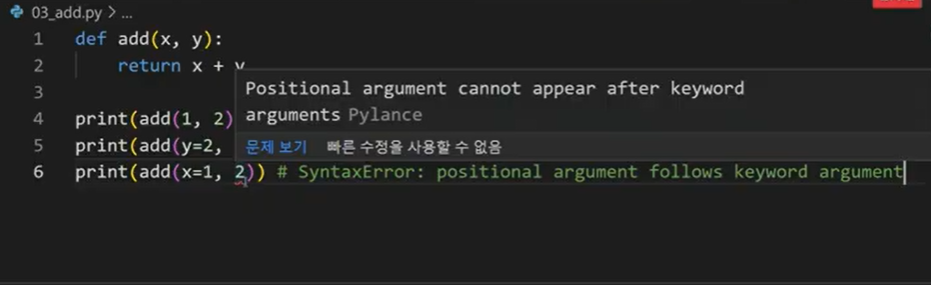 03_add.py > ...
1 def add(x, y):
2 return x + y
3
Positional argument cannot appear after keyword
arguments Pylance
4 print(add(1, 2)
5 print(add(y=2,
문제 보기 빠른 수정을 사용할 수 없음
6 print(add(x=1, 2)) # SyntaxError: positional argument follows keyword argument